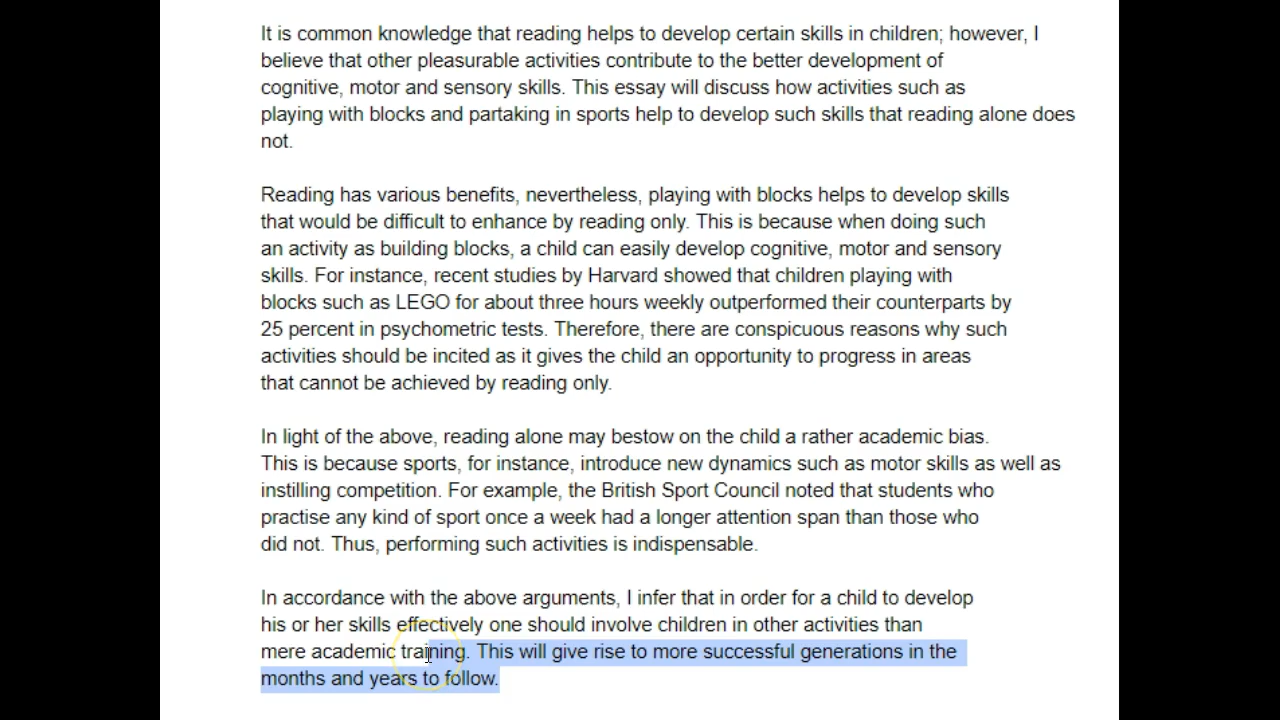 It is common knowledge that reading helps to develop certain skills in children; however, I
believe that other pleasurable activities contribute to the better development of
cognitive, motor and sensory skills. This essay will discuss how activities such as
playing with blocks and partaking in sports help to develop such skills that reading alone does
not.
Reading has various benefits, nevertheless, playing with blocks helps to develop skills
that would be difficult to enhance by reading only. This is because when doing such
an activity as building blocks, a child can easily develop cognitive, motor and sensory
skills. For instance, recent studies by Harvard showed that children playing with
blocks such as LEGO for about three hours weekly outperformed their counterparts by
25 percent in psychometric tests. Therefore, there are conspicuous reasons why such
activities should be incited as it gives the child an opportunity to progress in areas
that cannot be achieved by reading only.
In light of the above, reading alone may bestow on the child a rather academic bias.
This is because sports, for instance, introduce new dynamics such as motor skills as well as
instilling competition. For example, the British Sport Council noted that students who
practise any kind of sport once a week had a longer attention span than those who
did not. Thus, performing such activities is indispensable.
In accordance with the above arguments, I infer that in order for a child to develop
his or her skills effectively one should involve children in other activities than
mere academic training. This will give rise to more successful generations in the
months and years to follow.